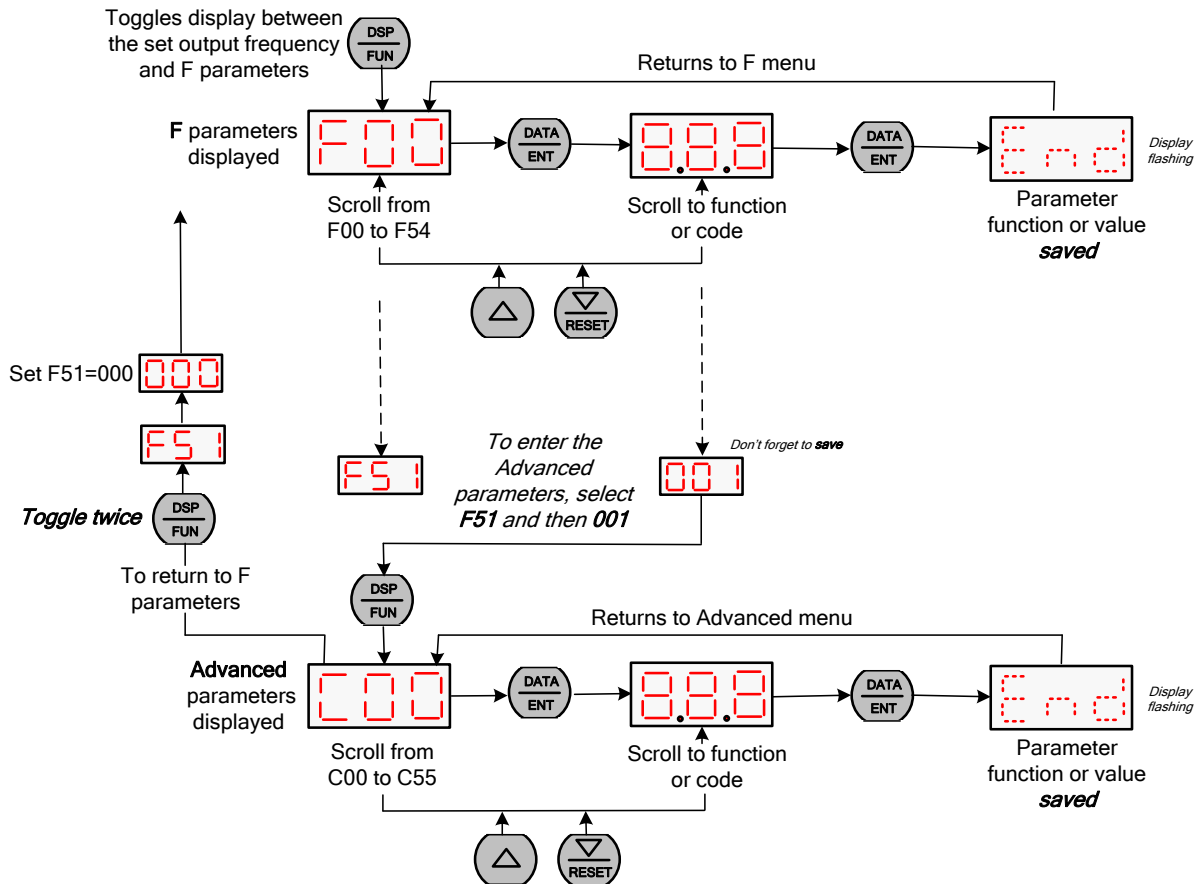 Toggles display between
the set output frequency
and F parameters
DSP
FUN
Returns to F menu
F parameters
displayed
F00
DATA
ENT
8.8.8
DATA
ENT
End
Display
flashing
Scroll from
F00 to F54
Scroll to function
or code
Parameter
function or value
saved
△
▽
RESET
Set F51=000
000
F51
Toggle twice
DSP
FUN
To return to F
parameters
F51
To enter the
Advanced
parameters, select
F51 and then 001
Don't forget to save
001
DSP
FUN
Returns to Advanced menu
Advanced
parameters
displayed
C00
DATA
ENT
8.8.8
DATA
ENT
End
Display
flashing
Scroll from
C00 to C55
Scroll to function
or code
Parameter
function or value
saved
△
▽
RESET